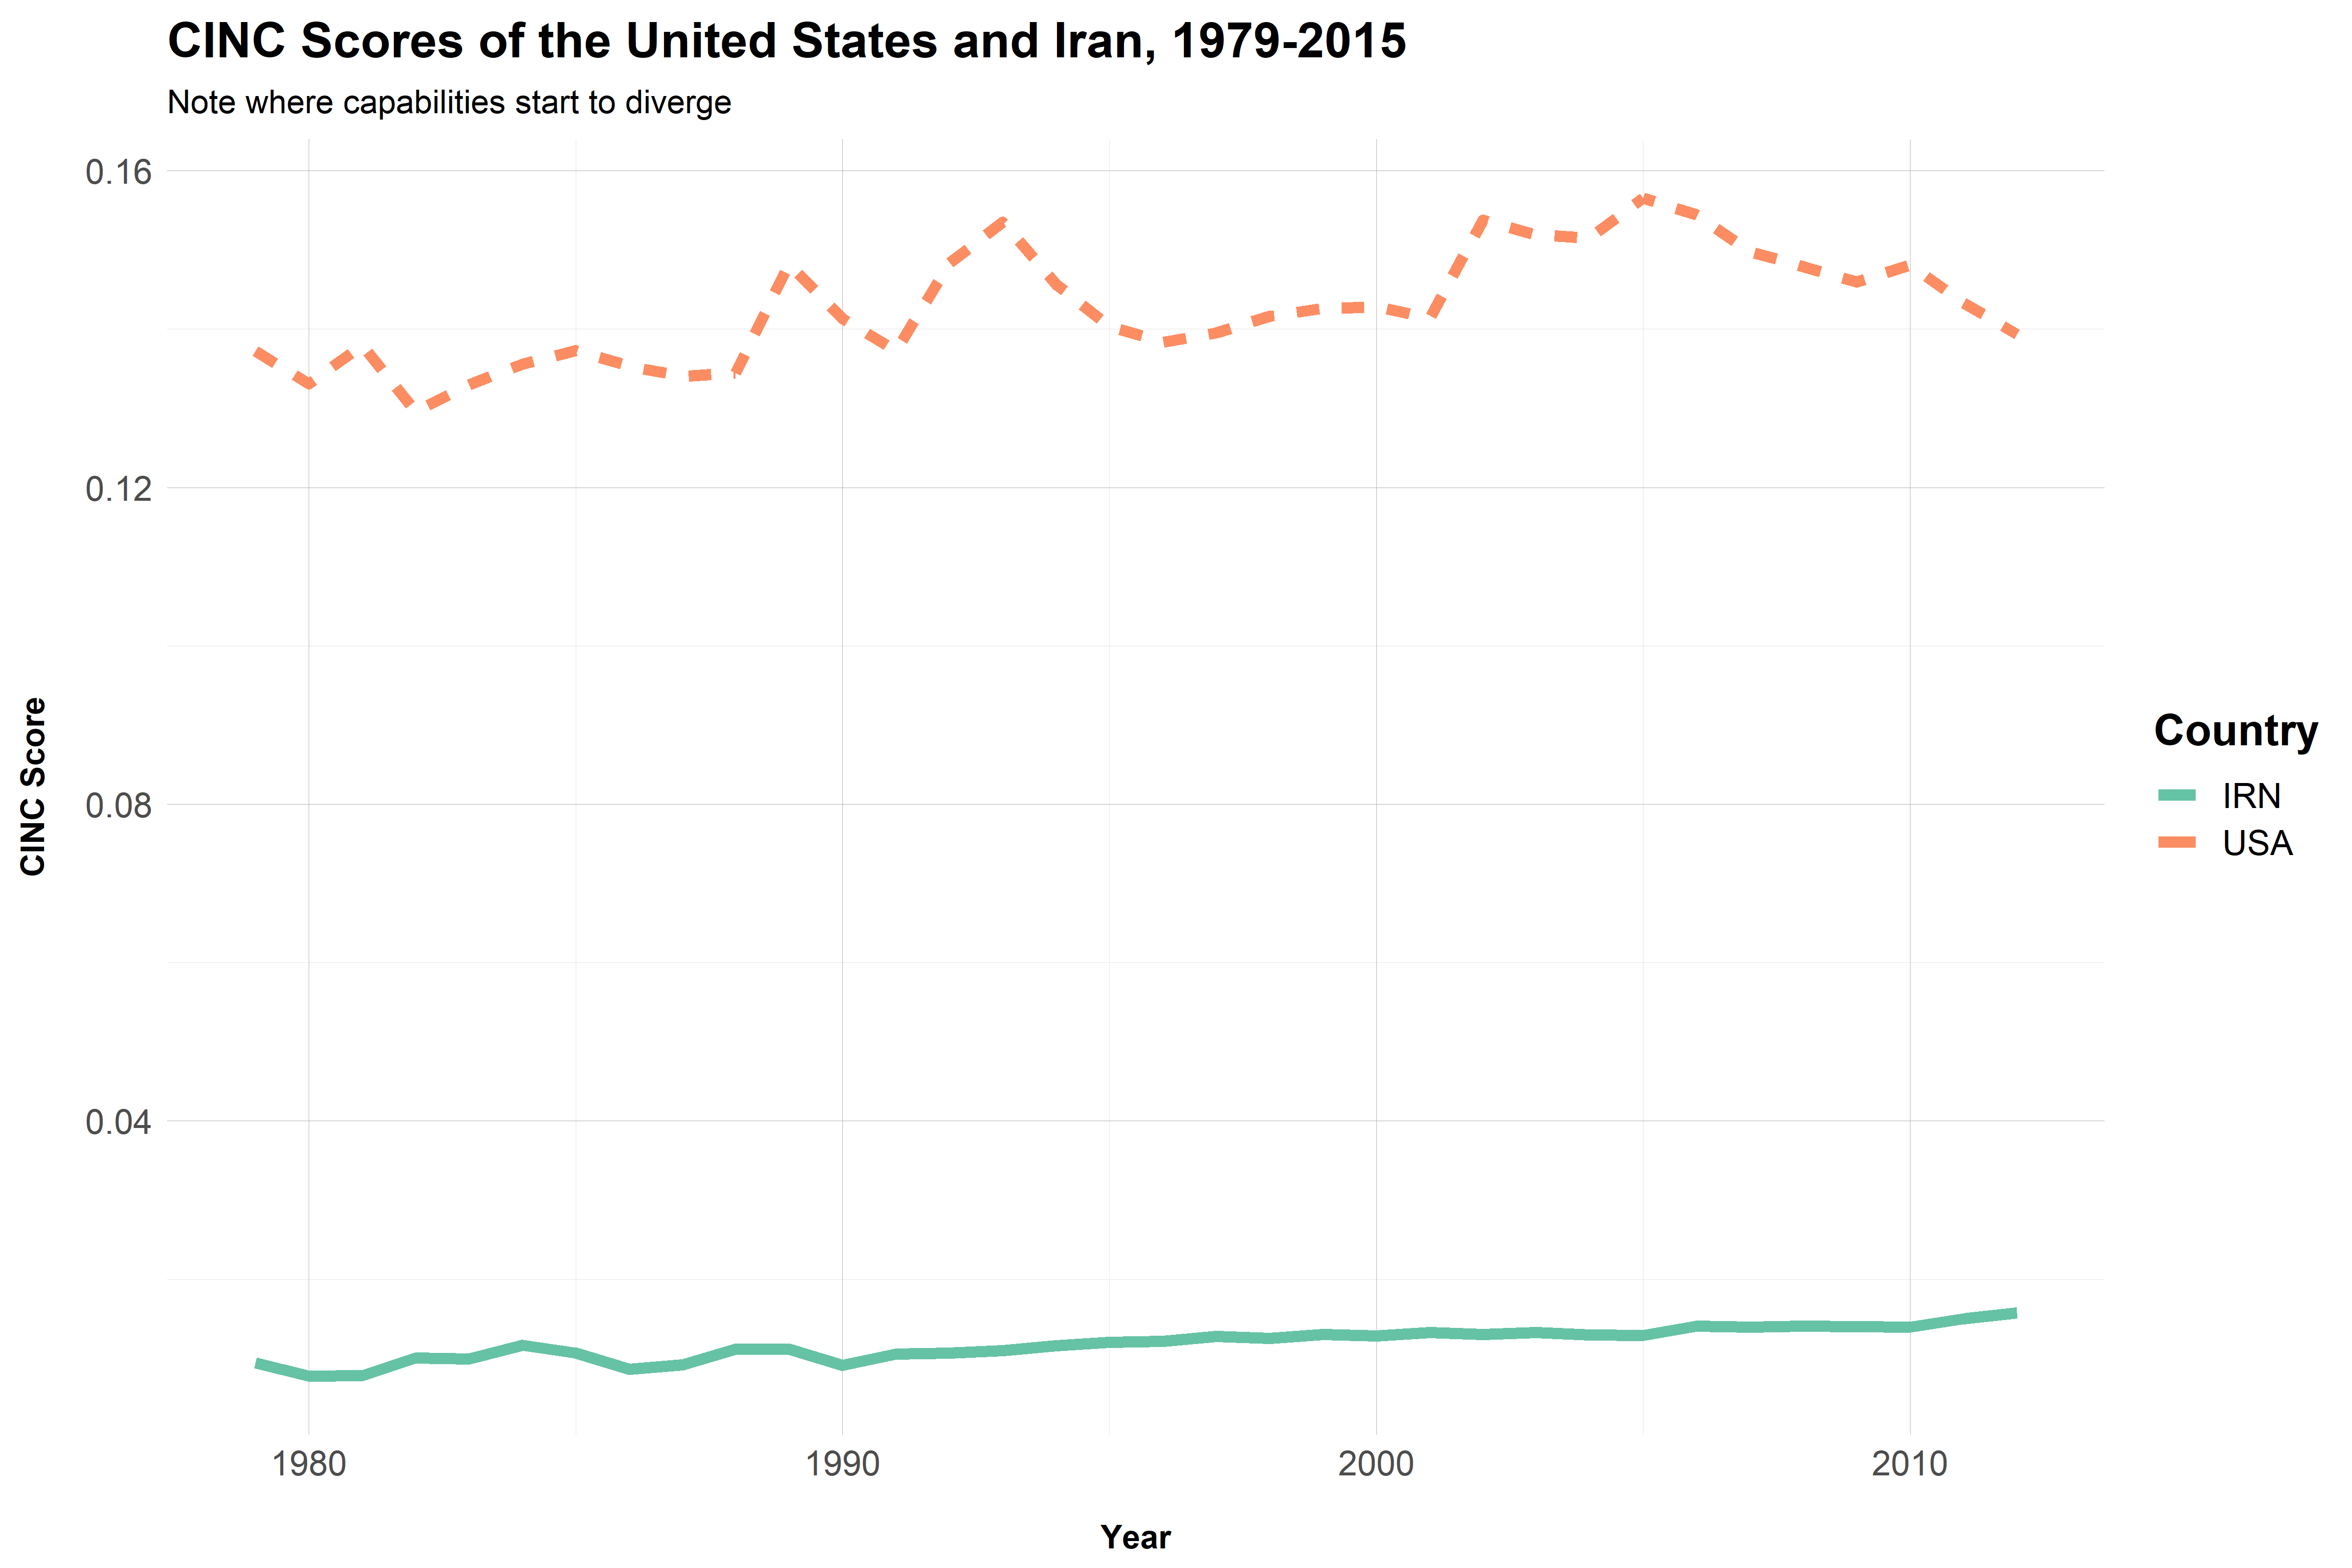 CINC Scores of the United States and Iran, 1979-2015
Note where capabilities start to diverge
0.16
0.12
0.08
0.04
CINC Score
1980
1990
2000
2010
Year
Country
IRN
USA